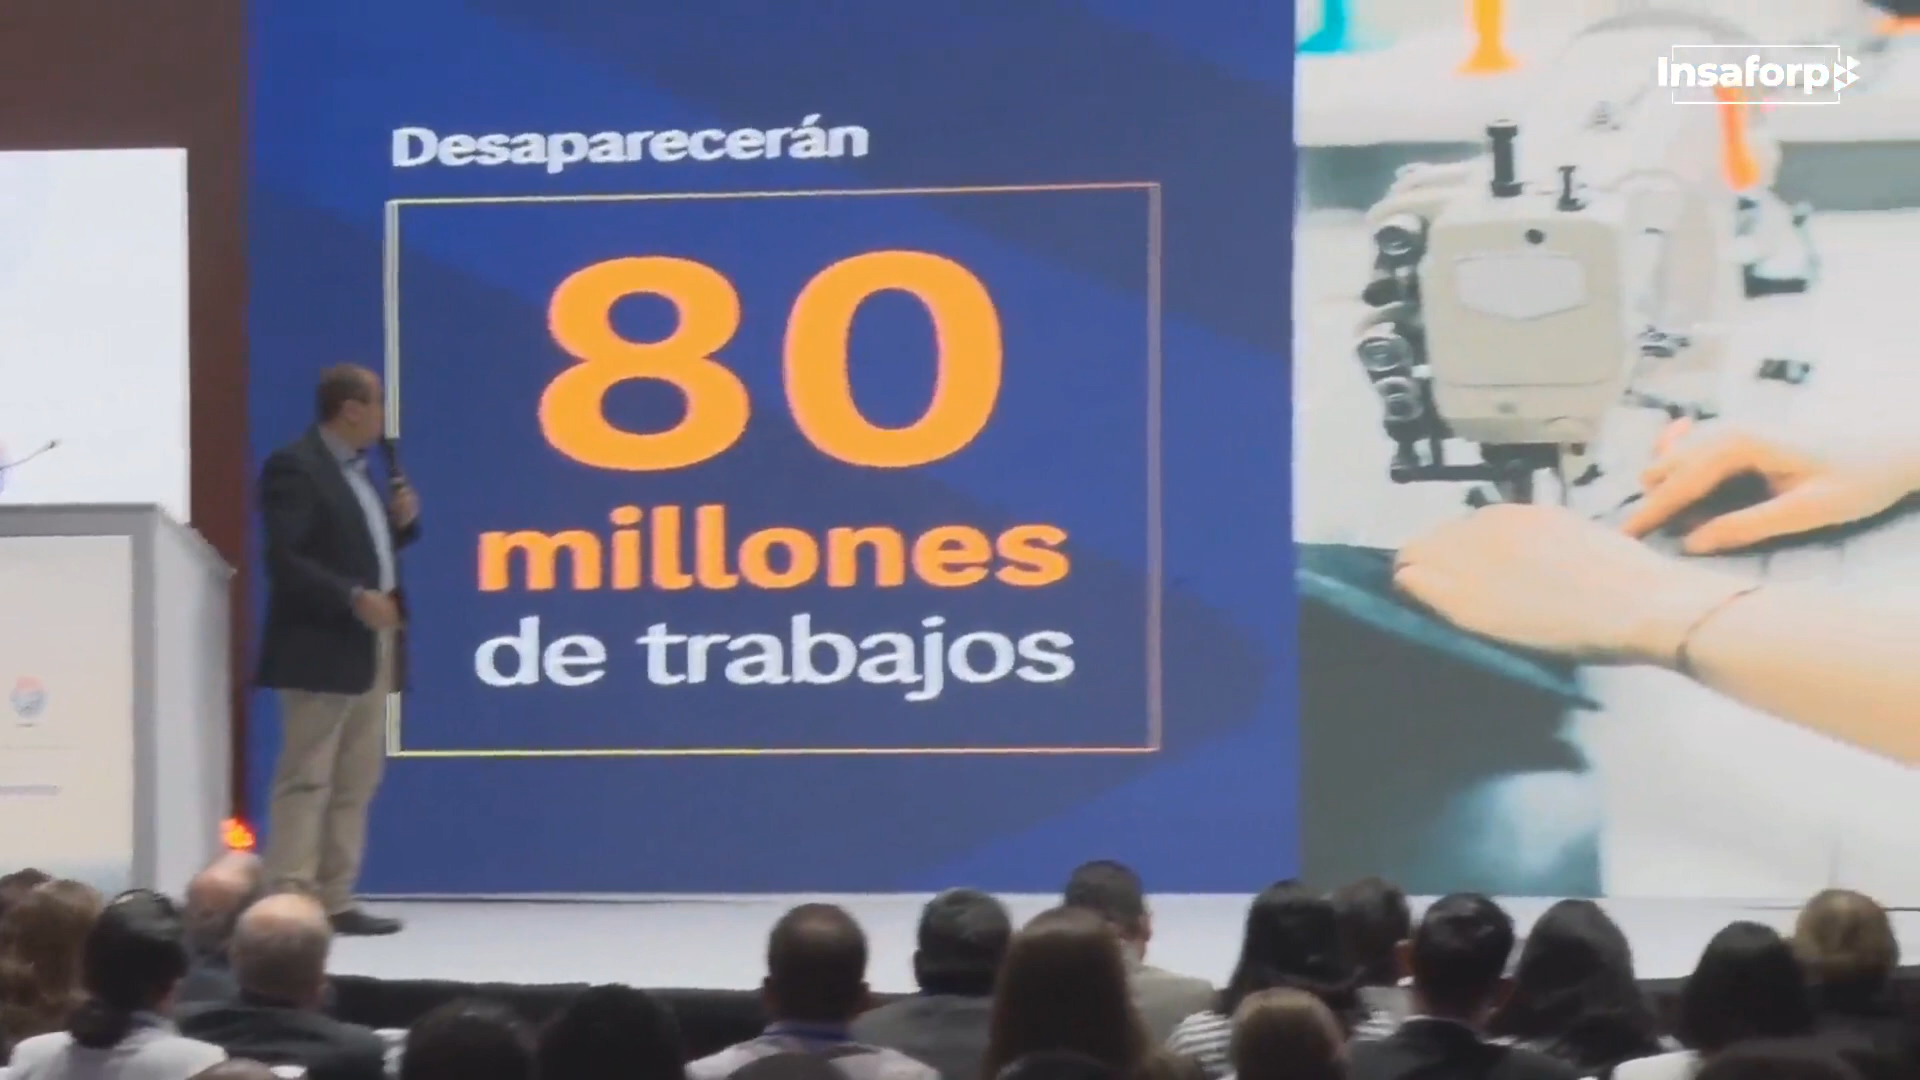 Insaforp
Desaparecerán
80
millones
de trabajos